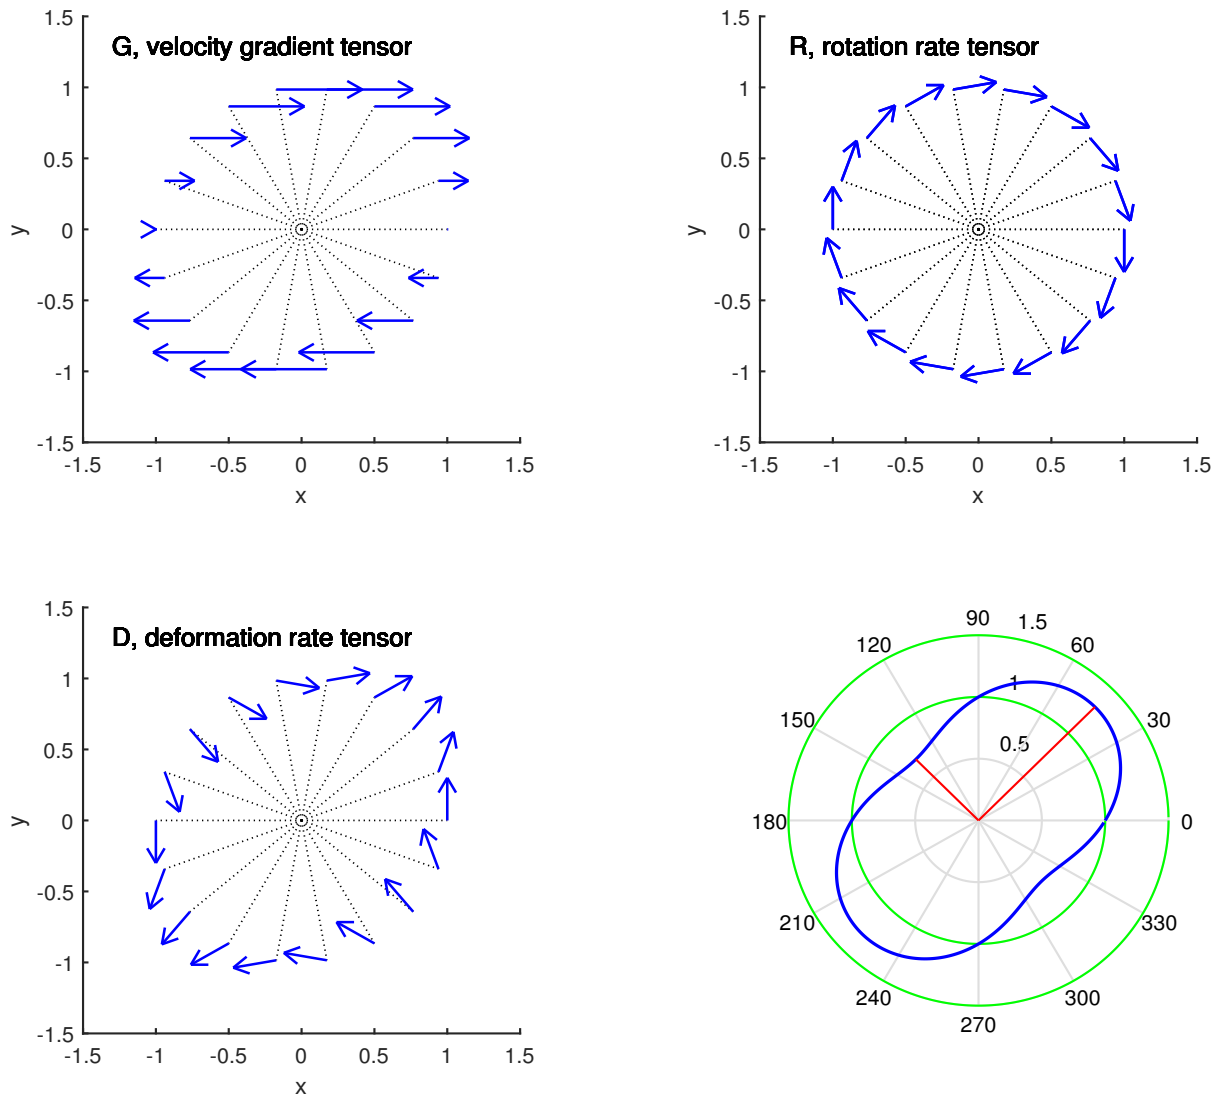 G, velocity gradient tensor
1.5
1
0.5
0
-0.5
-1
-1.5
y
-1.5 -1 -0.5 0 0.5 1 1.5
x
R, rotation rate tensor
1.5
1
0.5
0
-0.5
-1
-1.5
y
-1.5 -1 -0.5 0 0.5 1 1.5
x
D, deformation rate tensor
1.5
1
0.5
0
-0.5
-1
-1.5
y
-1.5 -1 -0.5 0 0.5 1 1.5
x
90 1.5
120 60
1
150 30
0.5
180 0
210 330
240 300
270